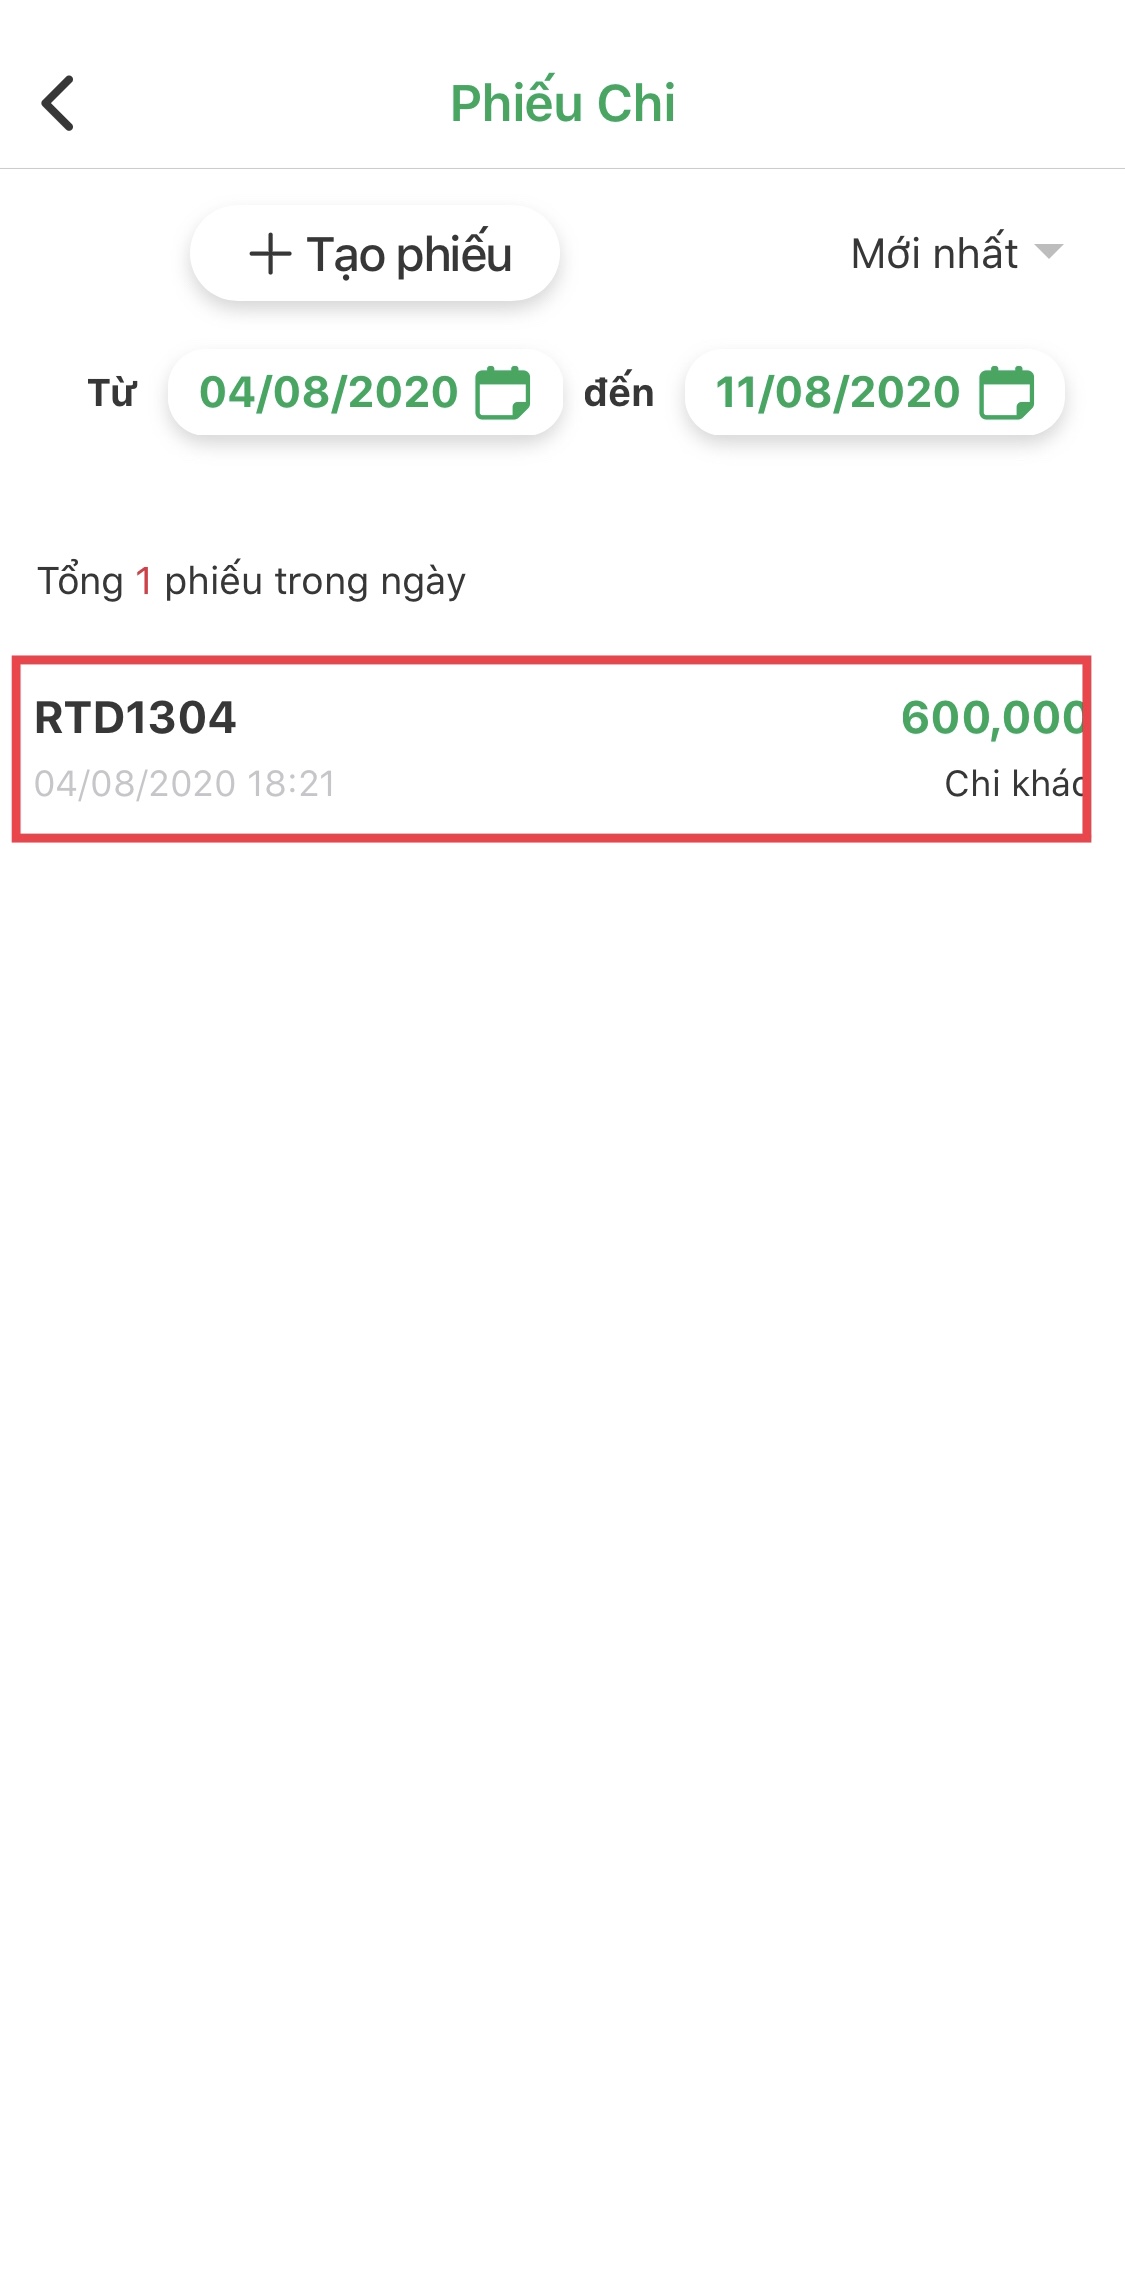 Phiếu Chi
+ Tạo phiếu
Mới nhất
Từ 04/08/2020 đến 11/08/2020
Tổng 1 phiếu trong ngày
RTD1304
600,000
04/08/2020 18:21
Chi khác